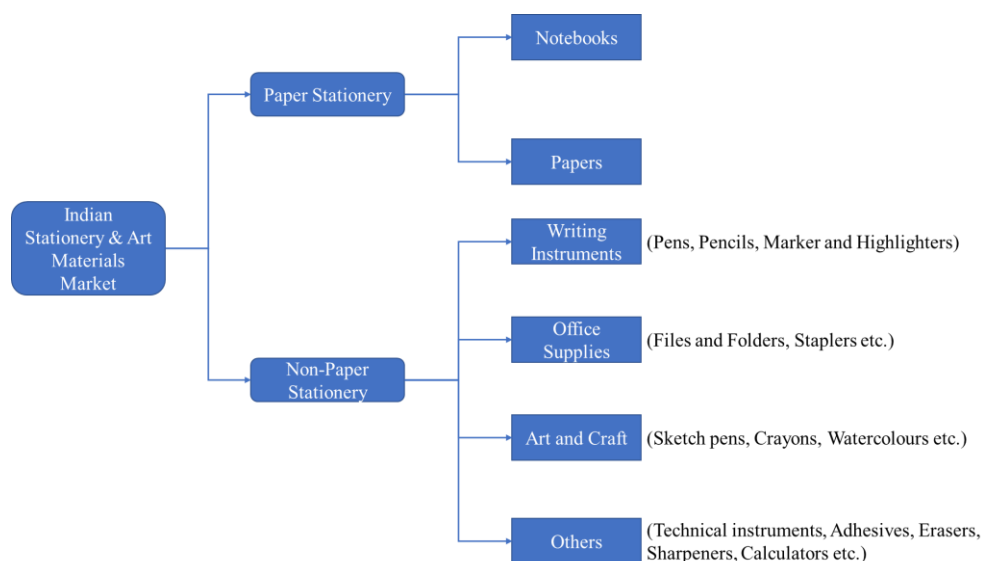 Notebooks
Paper Stationery
Papers
Indian
Stationery & Art
Materials
Market
Writing
Instruments
(Pens, Pencils, Marker and Highlighters)
Office
Supplies
(Files and Folders, Staplers etc.)
Non-Paper
Stationery
Art and Craft
(Sketch pens, Crayons, Watercolours etc.)
Others
(Technical instruments, Adhesives, Erasers,
Sharpeners, Calculators etc.)